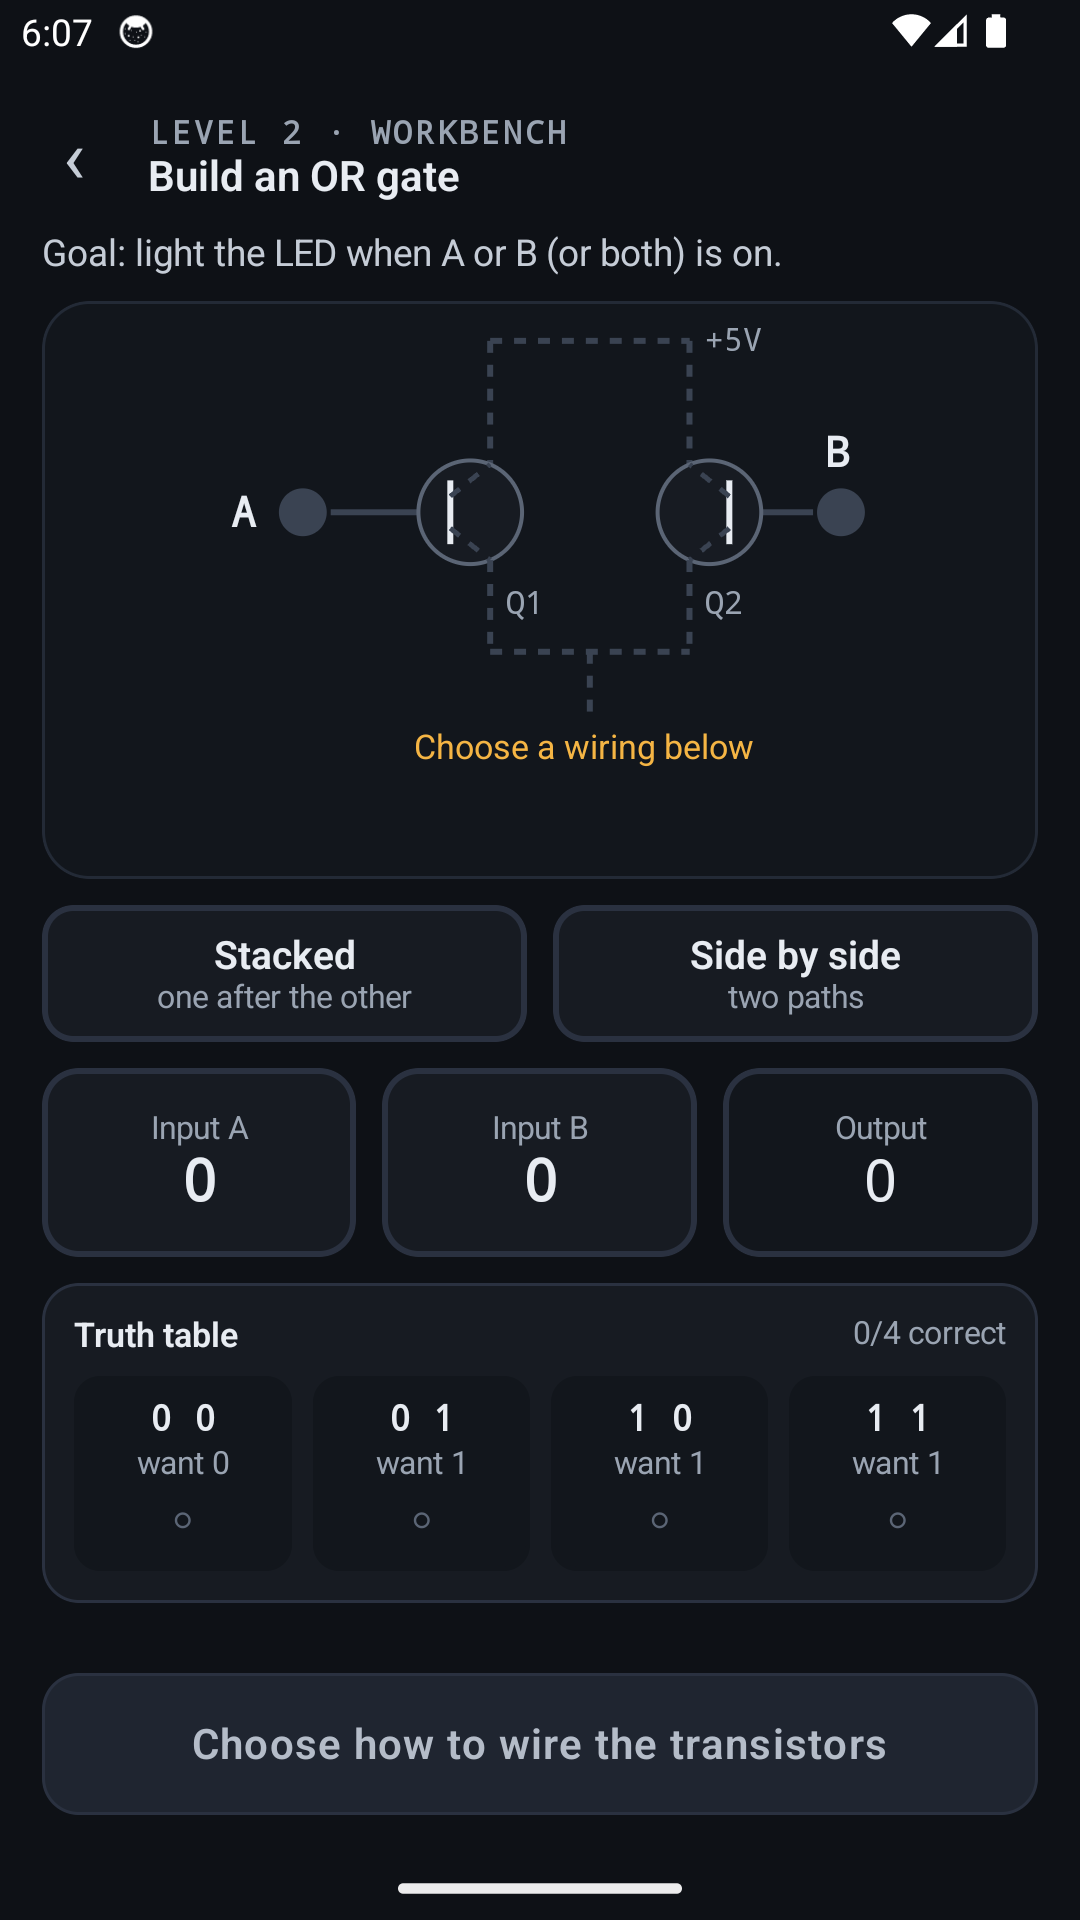 6:07
LEVEL 2 · WORKBENCH
Build an OR gate
Goal: light the LED when A or B (or both) is on.
+5V
B
A
Q1
Q2
Choose a wiring below
Stacked
one after the other
Side by side
two paths
Input A
0
Input B
0
Output
0
Truth table
0/4 correct
0 0
want 0
0 1
want 1
1 0
want 1
1 1
want 1
Choose how to wire the transistors